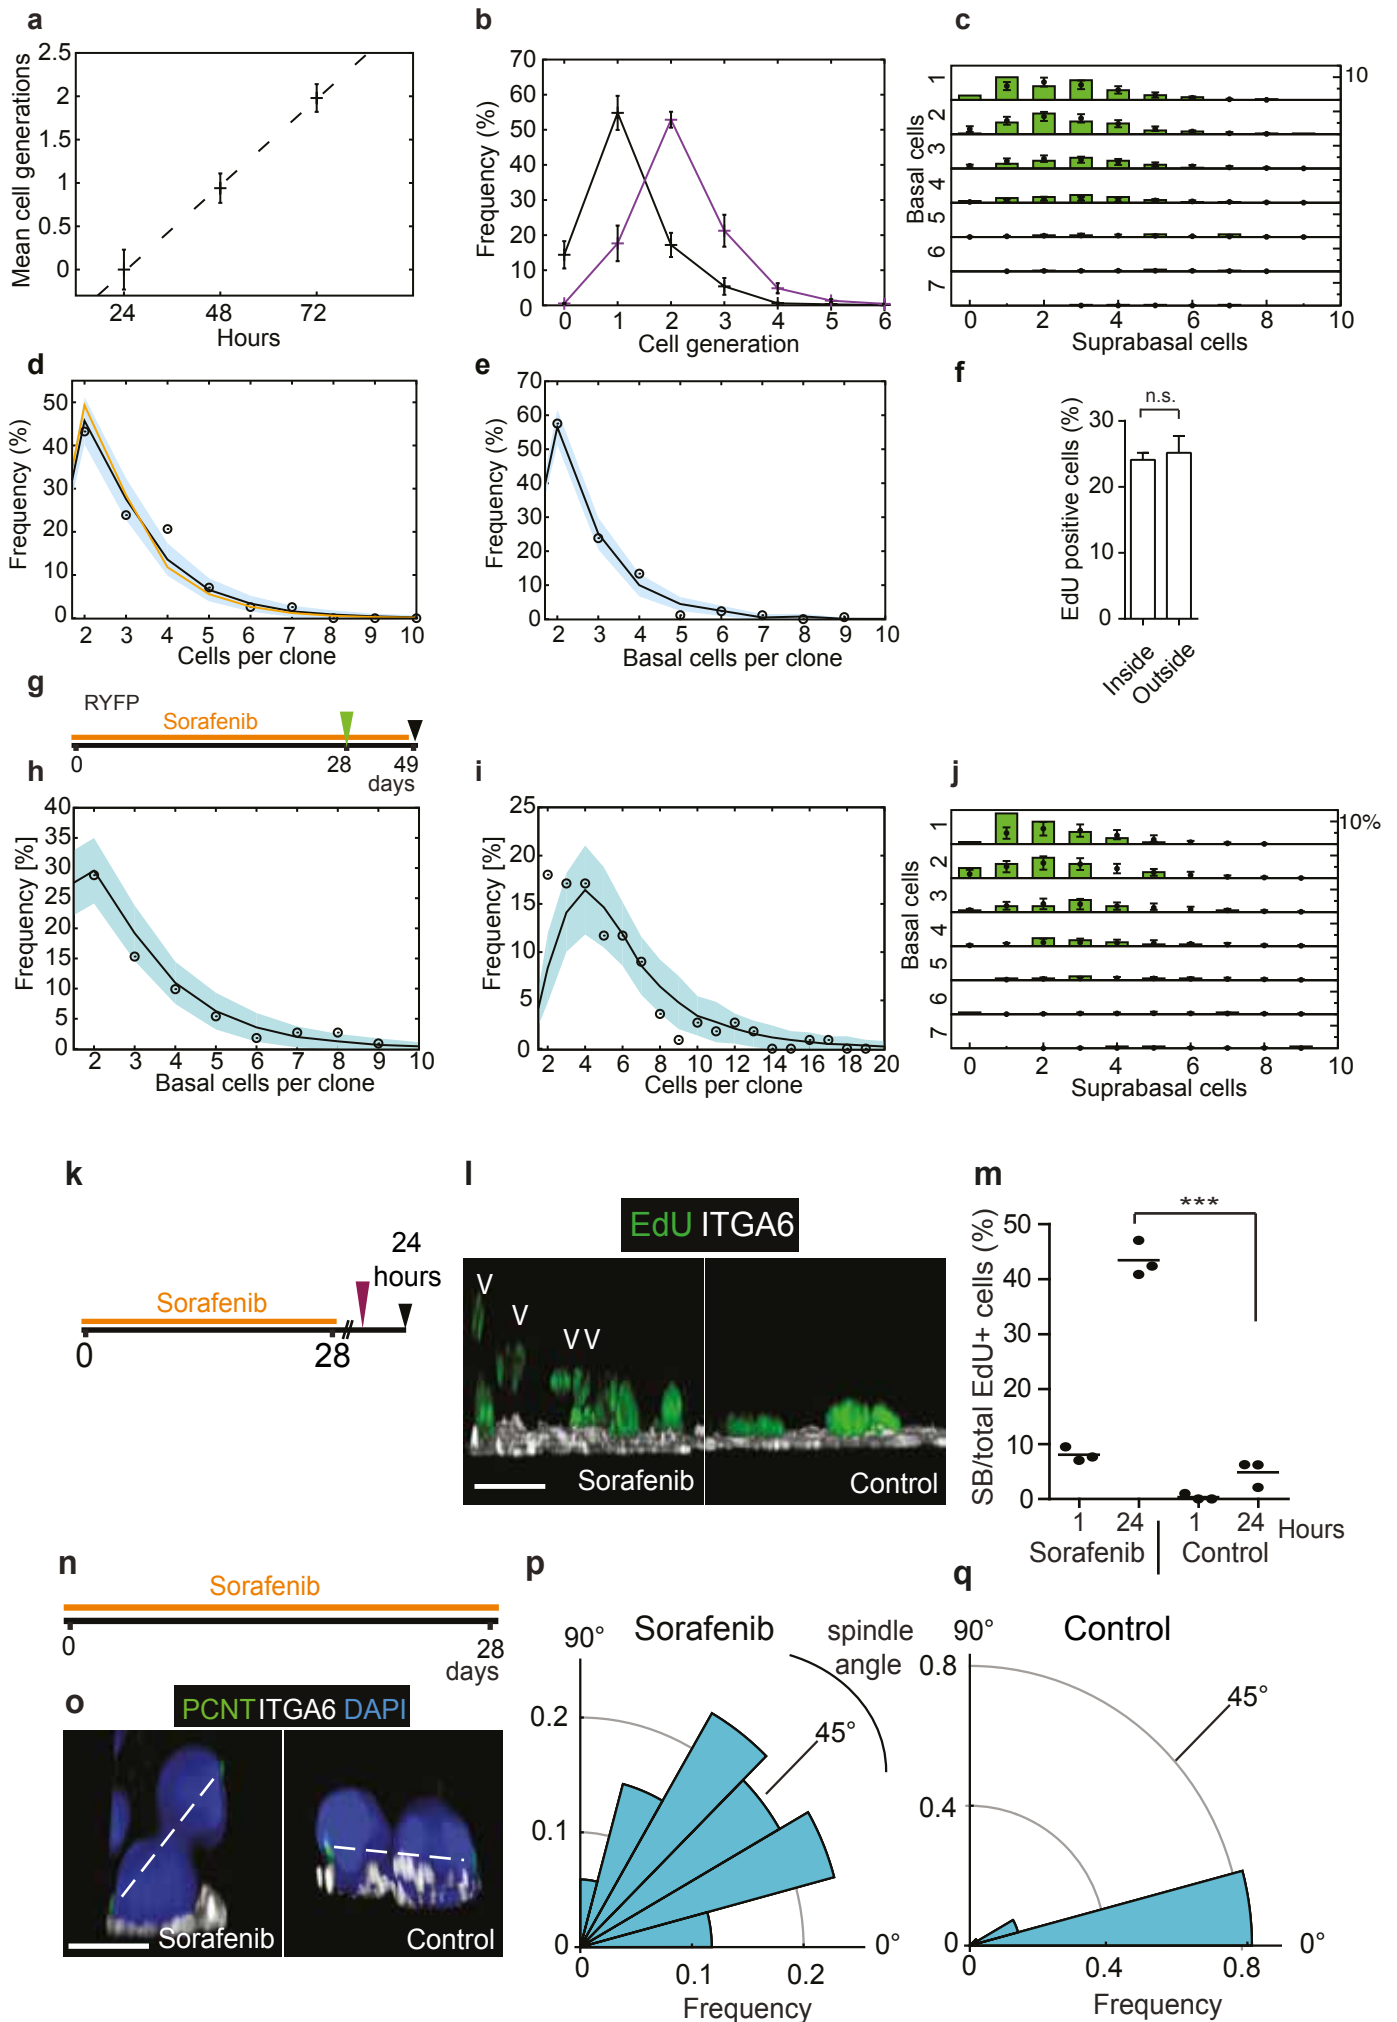 a
Mean cell generations
2.5
2
1.5
1
0.5
0
24
48
72
Hours
b
Frequency (%)
70
60
50
40
30
20
10
0
0 1 2 3 4 5 6
Cell generation
c
10
Basal cells
1
2
3
4
5
6
7
0 2 4 6 8 10
Suprabasal cells
d
Frequency (%)
50
40
30
20
10
0
2 3 4 5 6 7 8 9 10
Cells per clone
e
Frequency (%)
70
60
50
40
30
20
10
0
2 3 4 5 6 7 8 9 10
Basal cells per clone
f
n.s.
EdU positive cells (%)
30
20
10
0
Inside
Outside
g
RYFP
Sorafenib
0 28 49
days
h
Frequency [%]
40
35
30
25
20
15
10
5
0
2 3 4 5 6 7 8 9 10
Basal cells per clone
i
Frequency [%]
25
20
15
10
5
0
2 4 6 8 10 12 14 16 18 20
Cells per clone
j
10%
Basal cells
1
2
3
4
5
6
7
0 2 4 6 8 10
Suprabasal cells
k
24
hours
Sorafenib
0 28
l
EdU ITGA6
V
V
V V
Sorafenib
Control
m
***
SB/total EdU+ cells (%)
50
40
30
20
10
0
1 24 1 24 Hours
Sorafenib Control
n
Sorafenib
0 28
days
o
PCNT ITGA6 DAPI
Sorafenib
Control
p
Sorafenib
spindle
angle
90°
45°
0°
0.2
0.1
0
0 0.1 0.2
Frequency
q
Control
90°
45°
0°
0.8
0.4
0
0 0.4 0.8
Frequency